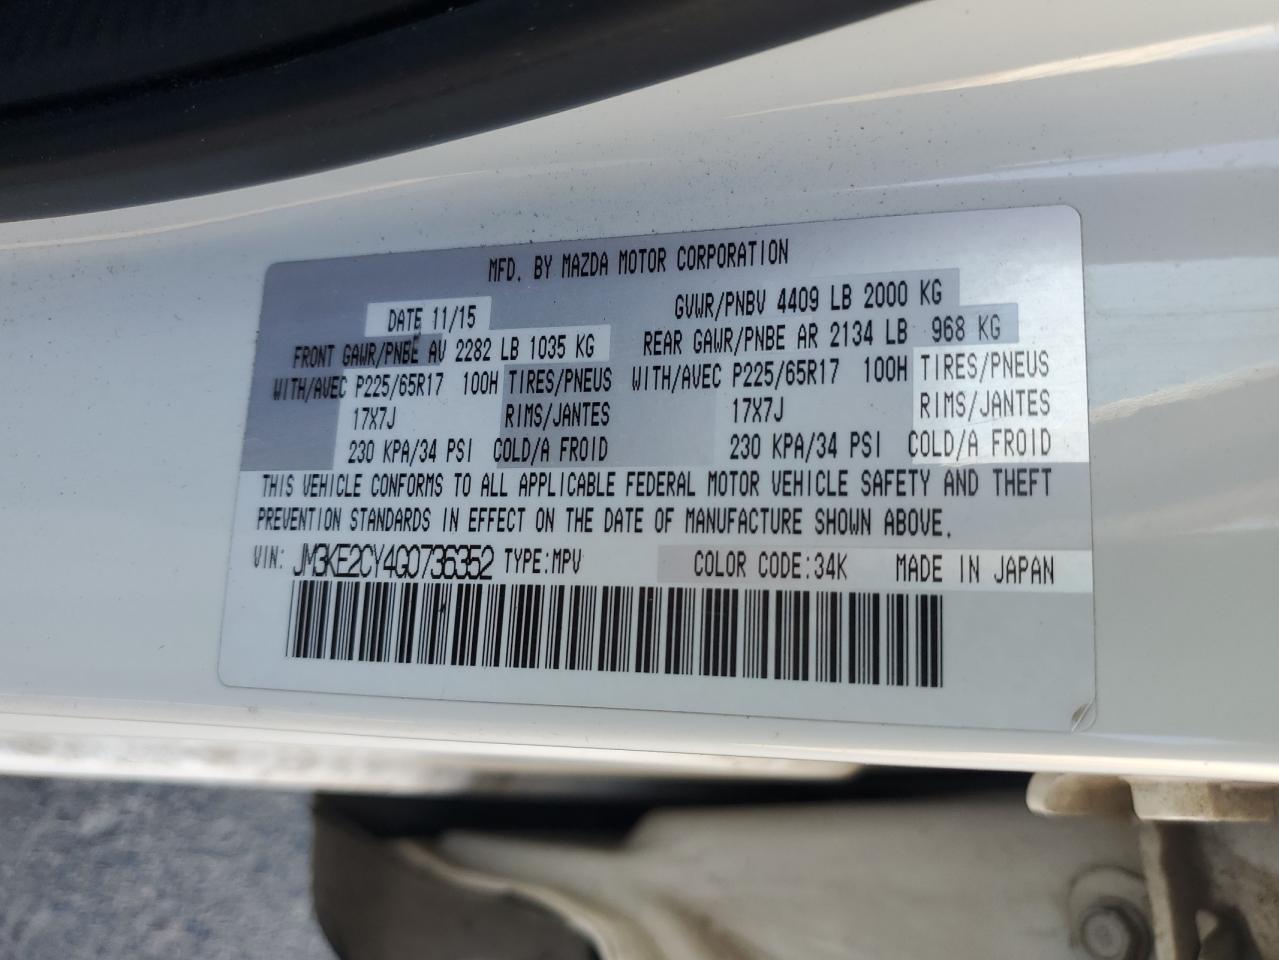 MFD. BY MAZDA MOTOR CORPORATION
DATE 11/15 GVWR/PNBV 4409 LB 2000 KG
FRONT GAWR/PNBE AV 2282 LB 1035 KG REAR GAWR/PNBE AR 2134 LB 968 KG
WITH/AVEC P225/65R17 100H TIRES/PNEUS WITH/AVEC P225/65R17 100H TIRES/PNEUS
17X7J RIMS/JANTES 17X7J RIMS/JANTES
230 KPA/34 PSI COLD/A FROID 230 KPA/34 PSI COLD/A FROID
THIS VEHICLE CONFORMS TO ALL APPLICABLE FEDERAL MOTOR VEHICLE SAFETY AND THEFT
PREVENTION STANDARDS IN EFFECT ON THE DATE OF MANUFACTURE SHOWN ABOVE.
VIN: JM3KE2CY4G0736352 TYPE:MPV COLOR CODE:34K MADE IN JAPAN